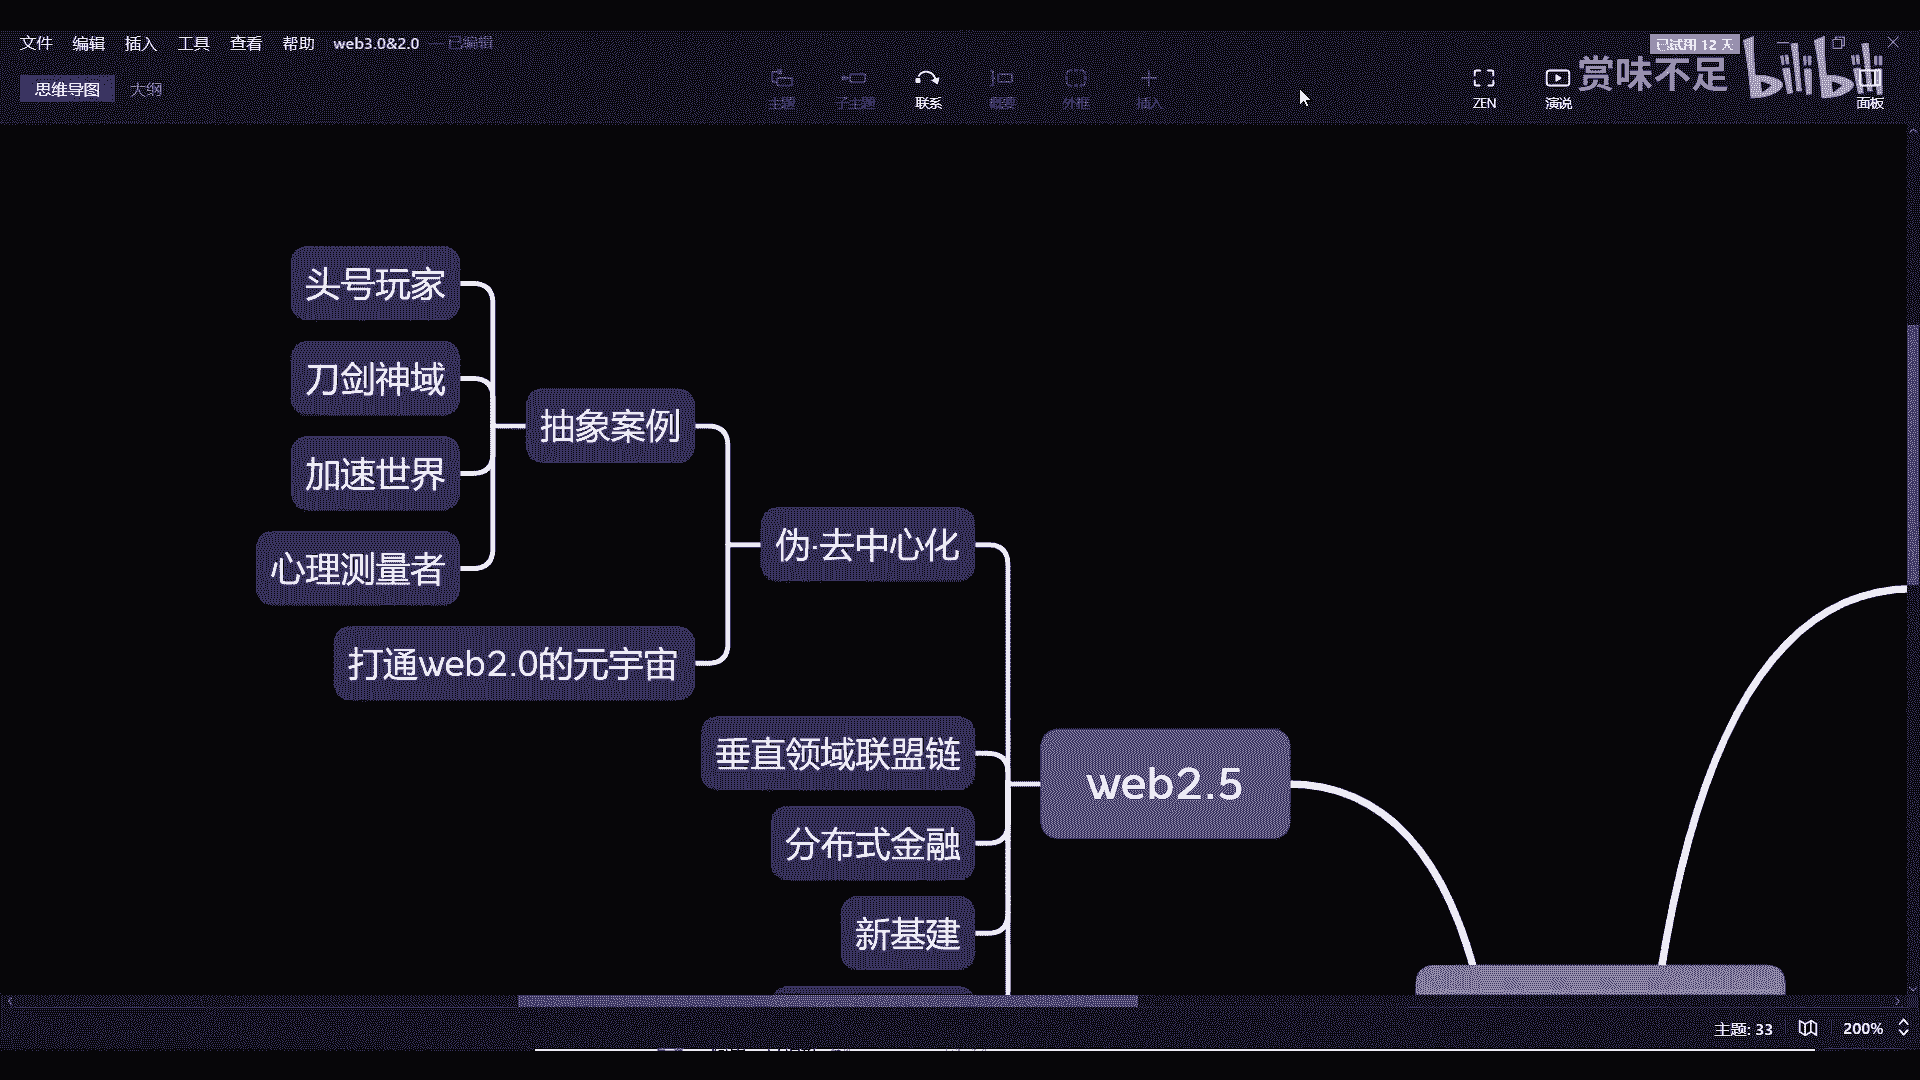 文件 编辑 插入 工具 查看 帮助 web3.0&2.0 — 已编辑
已试用 12 天
思维导图 大纲
主题 子主题 联系 概要 外框 插入
ZEN 演说 面板
赏味不足 bilibili
头号玩家
刀剑神域
加速世界
心理测量者
抽象案例
打通web2.0的元宇宙
伪·去中心化
垂直领域联盟链
分布式金融
新基建
web2.5
主题: 33 200%